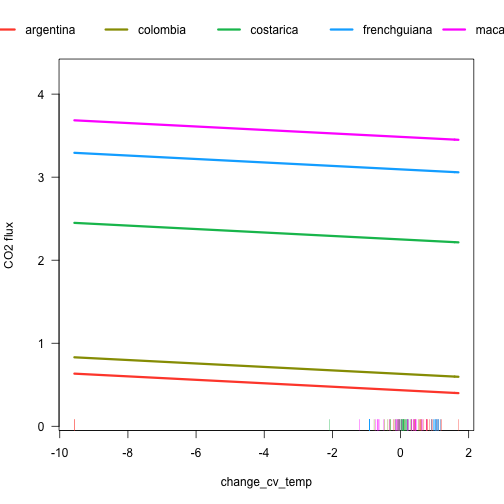 argentina colombia costarica frenchguiana maca
4
3
2
1
0
CO2 flux
-10 -8 -6 -4 -2 0 2
change_cv_temp